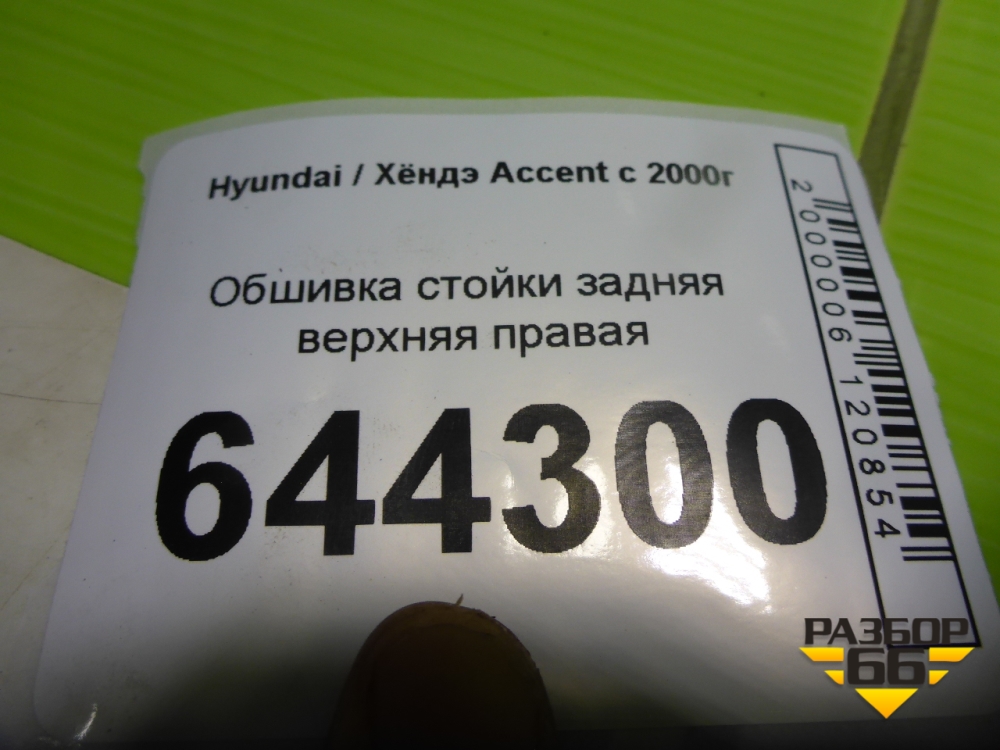 Hyundai / Хёндэ Accent с 2000г
Обшивка стойки задняя
верхняя правая
644300
2000006120854
РАЗБОР
66